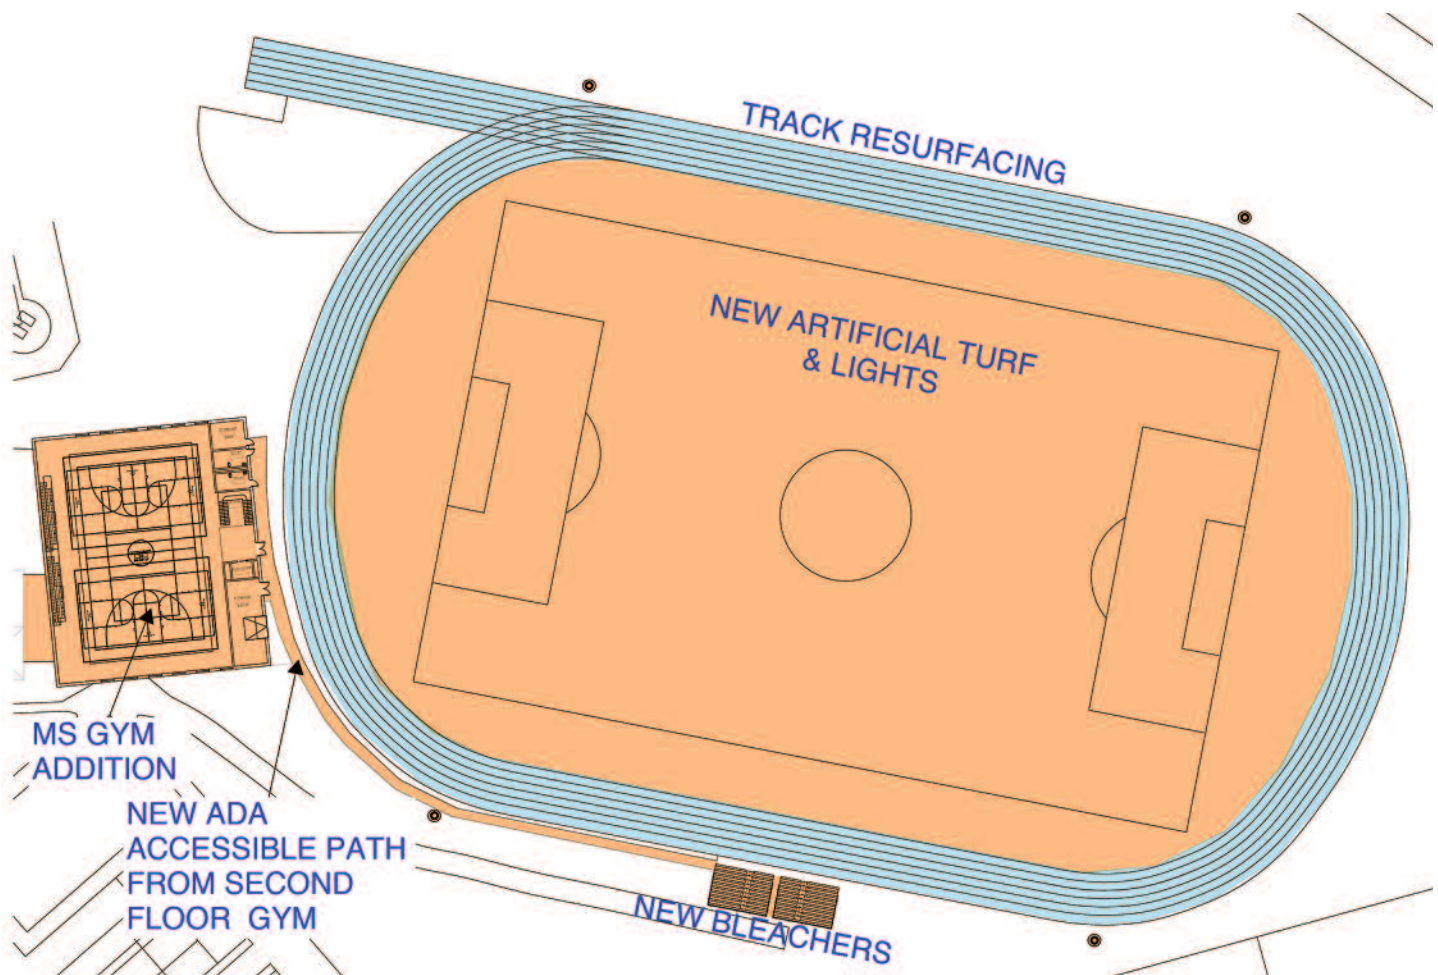 TRACK RESURFACING
NEW ARTIFICIAL TURF
& LIGHTS
MS GYM
ADDITION
NEW ADA
ACCESSIBLE PATH
FROM SECOND
FLOOR GYM
NEW BLEACHERS